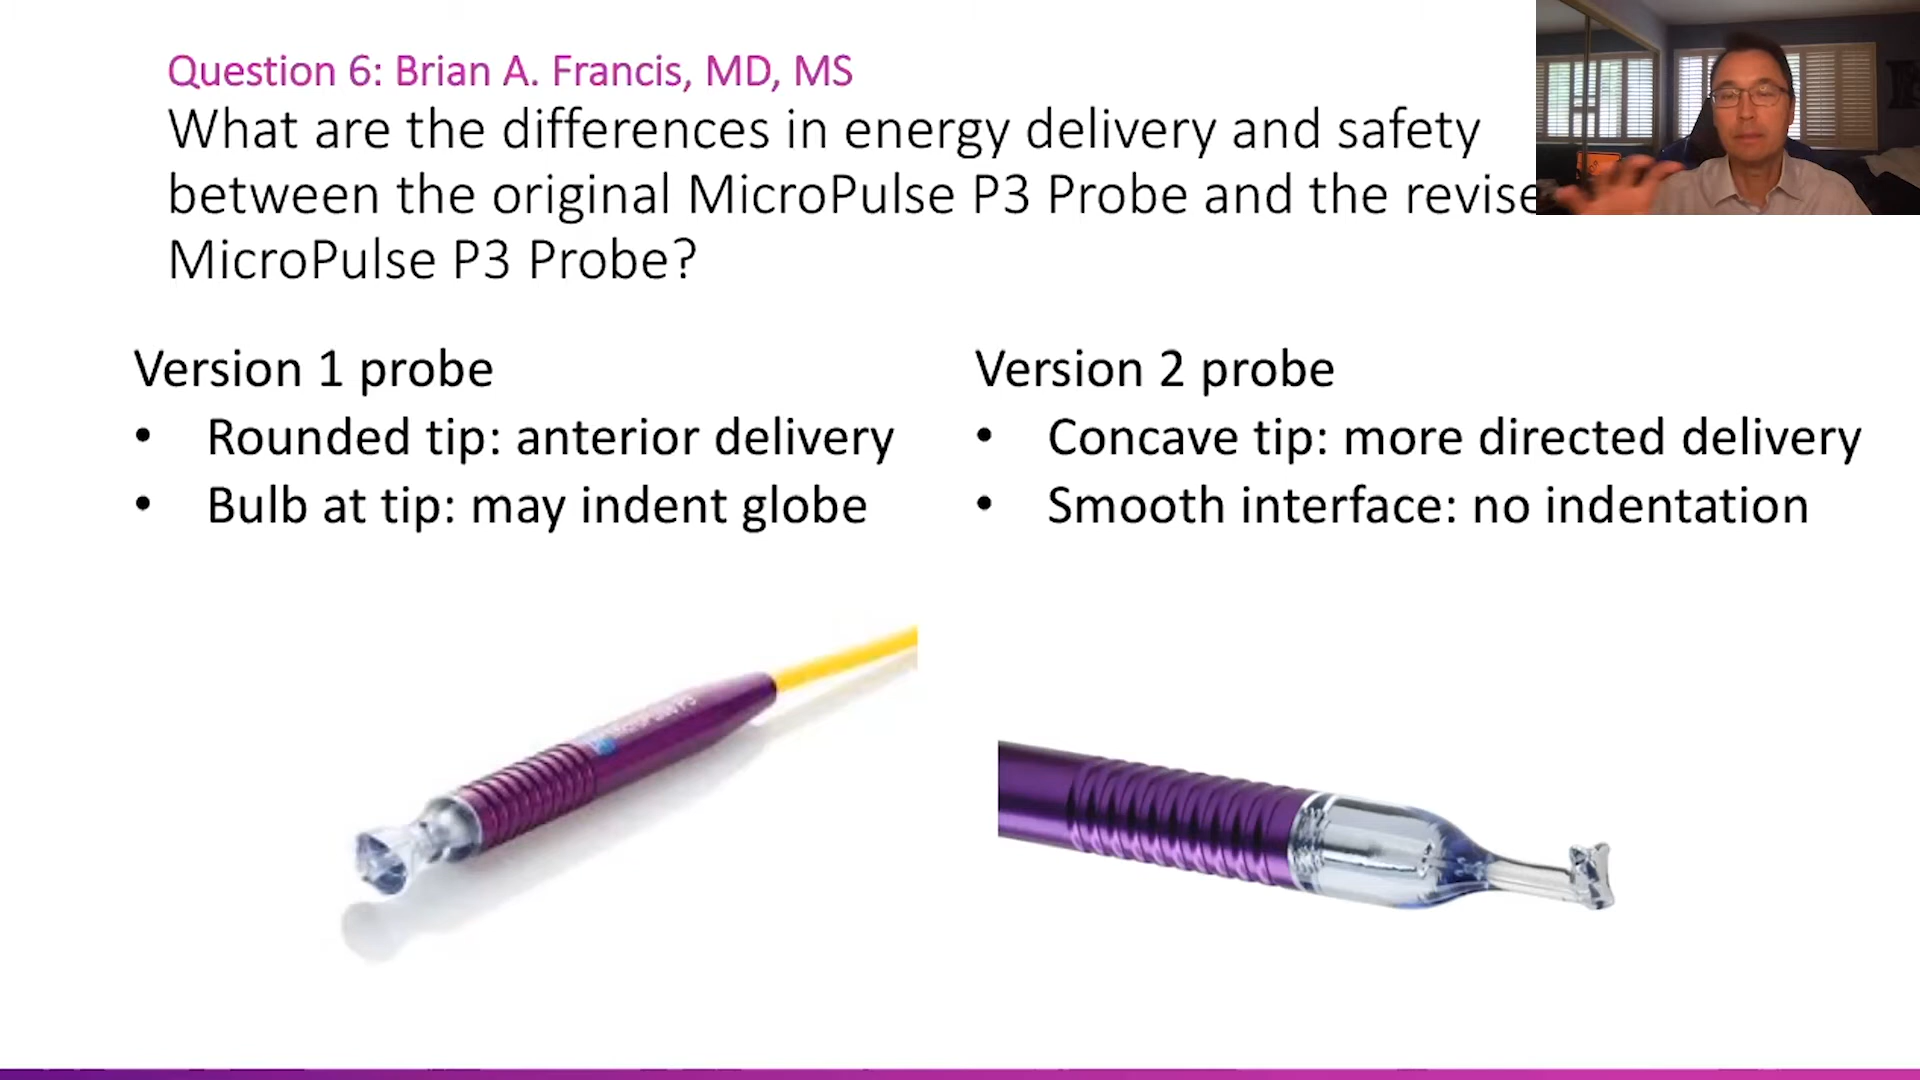 Question 6: Brian A. Francis, MD, MS
What are the differences in energy delivery and safety
between the original MicroPulse P3 Probe and the revise
MicroPulse P3 Probe?
Version 1 probe
• Rounded tip: anterior delivery
• Bulb at tip: may indent globe
Version 2 probe
• Concave tip: more directed delivery
• Smooth interface: no indentation